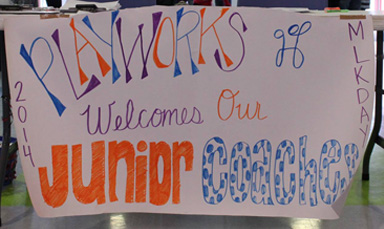 PLAYWORKS
Welcomes Our
Junior Coaches
2014
MLK DAY